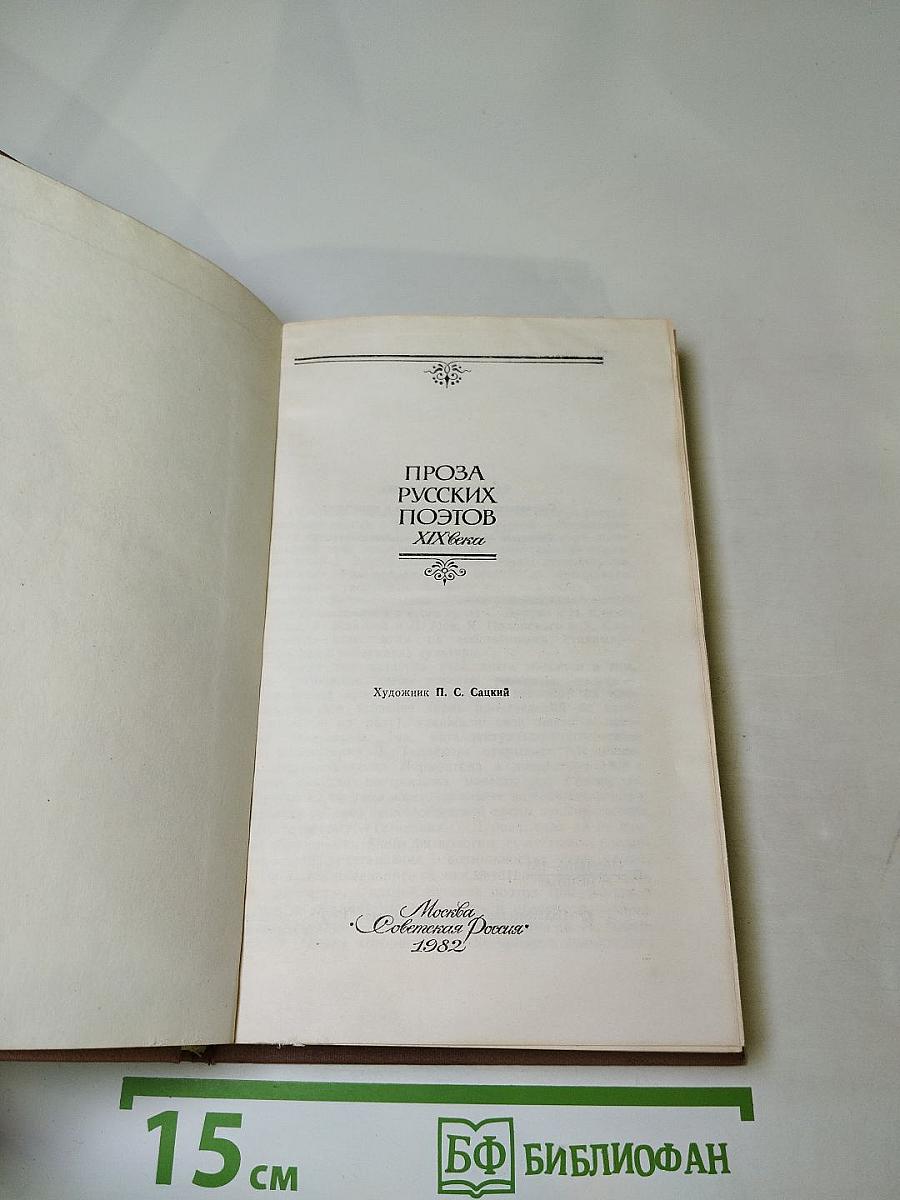 ПРОЗА
РУССКИХ
ПОЭТОВ
XIX века
Художник П. С. Сацкий
Москва
"Советская Россия"
1982
15 см
БФ БИБЛИОФАН